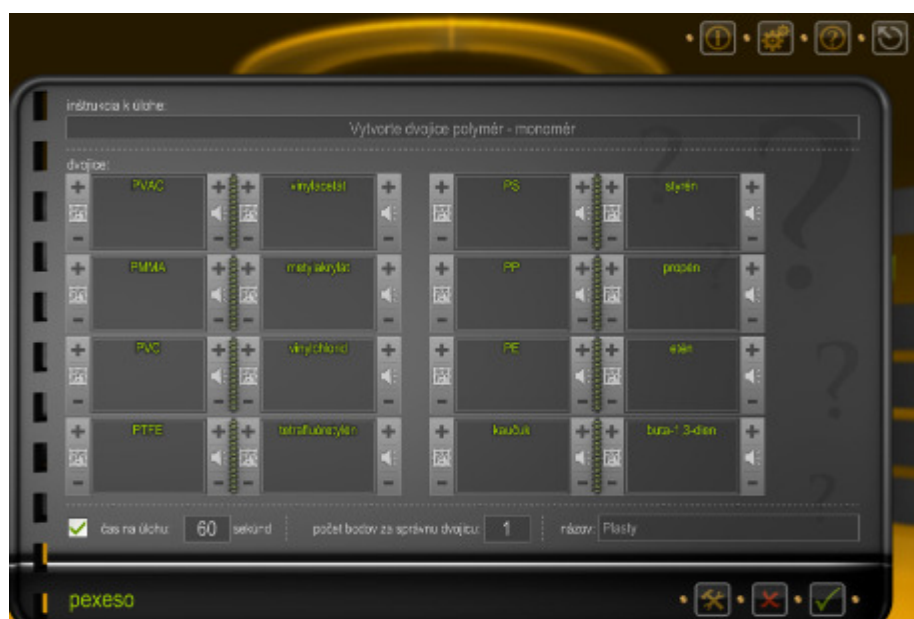 inštrukcia k úlohe:
Vytvorte dvojice polymér - monomér
dvojice:
PVAC vinylacetát PS styrén
PMMA metylakrylát PP propén
PVC vinylchlorid PE etén
PTFE tetrafluóretylén kaučuk buta-1,3-dien
čas na úlohu: 60 sekúnd počet bodov za správnu dvojicu: 1 názov: Plasty
pexeso